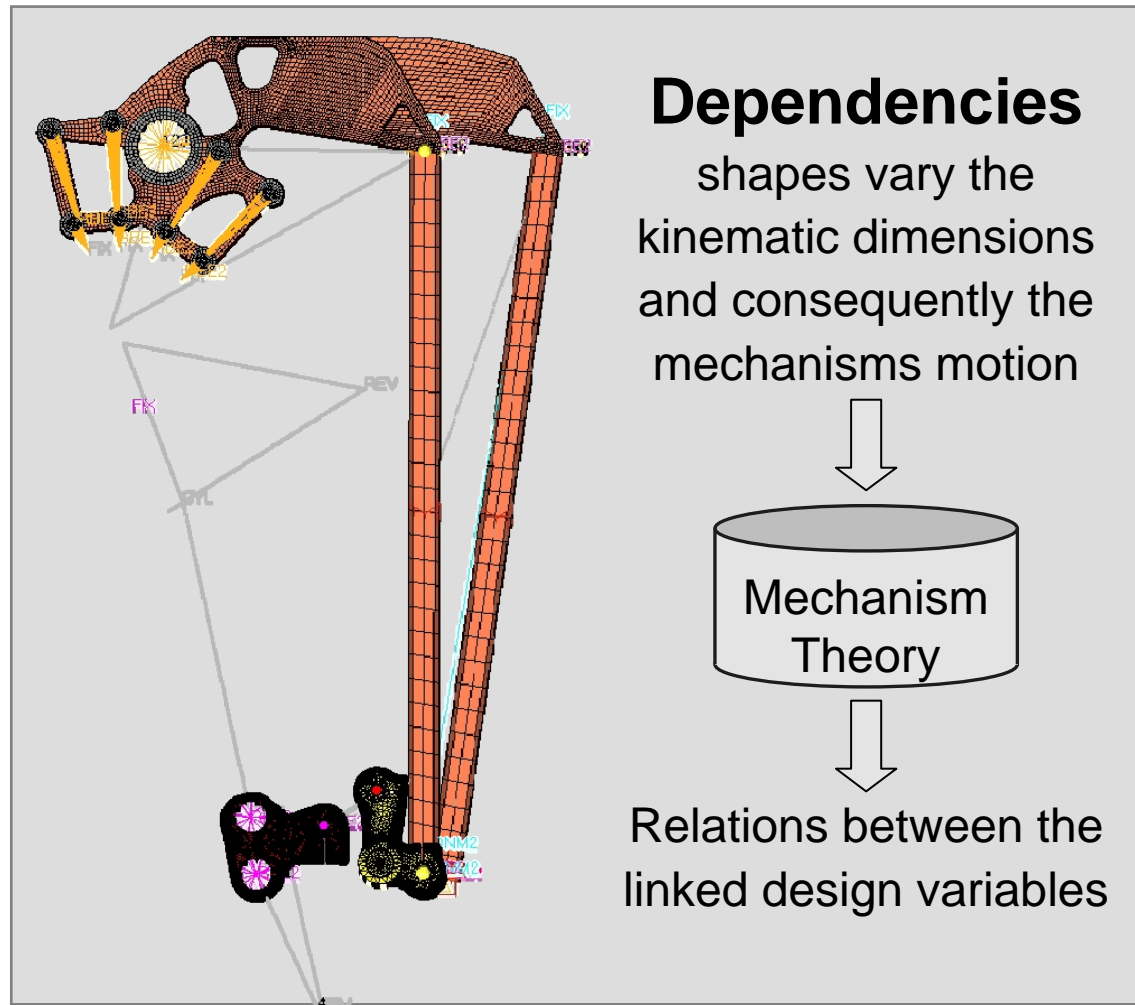 Dependencies
shapes vary the
kinematic dimensions
and consequently the
mechanisms motion
Mechanism
Theory
Relations between the
linked design variables
FIX
REV
FIX
CYL
FIX